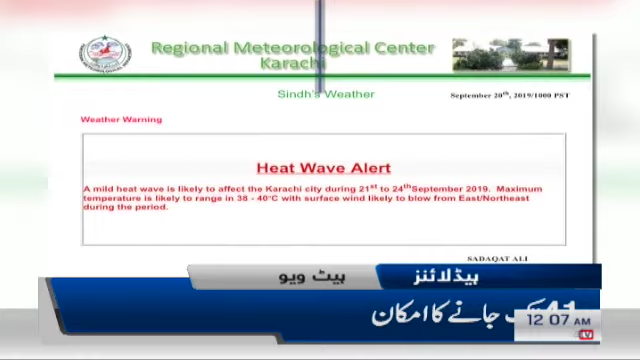 Regional Meteorological Center
Karachi
Sindh's Weather
September 20th, 2019/1000 PST
Weather Warning
Heat Wave Alert
A mild heat wave is likely to affect the Karachi city during 21st to 24th September 2019. Maximum
temperature is likely to range in 38 - 40°C with surface wind likely to blow from East/Northeast
during the period.
SADAQAT ALI
ہیڈلائنز
ہیٹ ویو
تک جانے کا امکان
12 07 AM